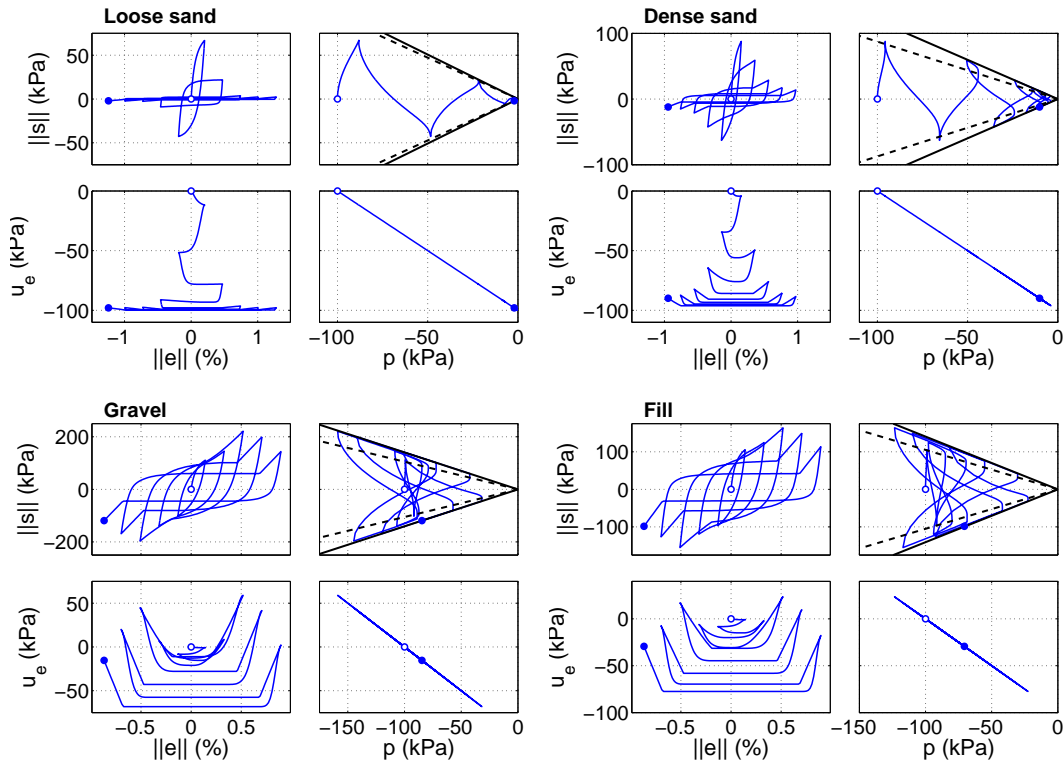 Loose sand
Dense sand
||s|| (kPa)
50
0
−50
||s|| (kPa)
100
0
−100
u_e (kPa)
0
−50
−100
−1 0 1
||e|| (%)
−100 −50 0
p (kPa)
u_e (kPa)
0
−50
−100
−1 0 1
||e|| (%)
−100 −50 0
p (kPa)
Gravel
Fill
||s|| (kPa)
200
0
−200
||s|| (kPa)
100
0
−100
u_e (kPa)
50
0
−50
−0.5 0 0.5
||e|| (%)
−150 −100 −50 0
p (kPa)
u_e (kPa)
0
−50
−100
−0.5 0 0.5
||e|| (%)
−150 −100 −50 0
p (kPa)